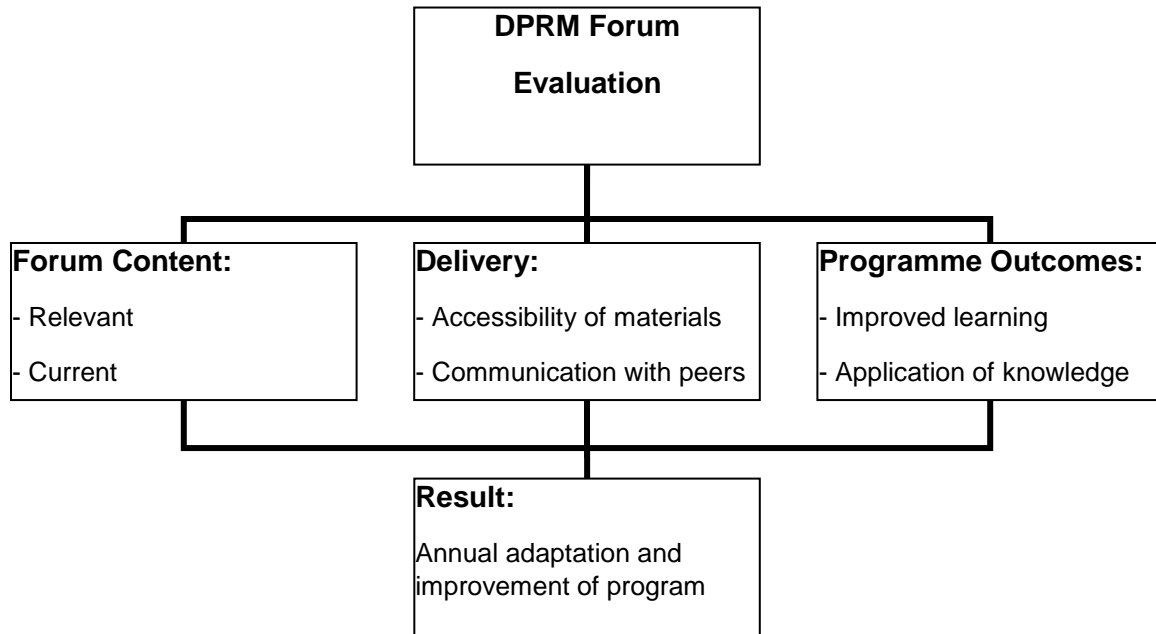 DPRM Forum
Evaluation
Forum Content:
- Relevant
- Current
Delivery:
- Accessibility of materials
- Communication with peers
Programme Outcomes:
- Improved learning
- Application of knowledge
Result:
Annual adaptation and
improvement of program